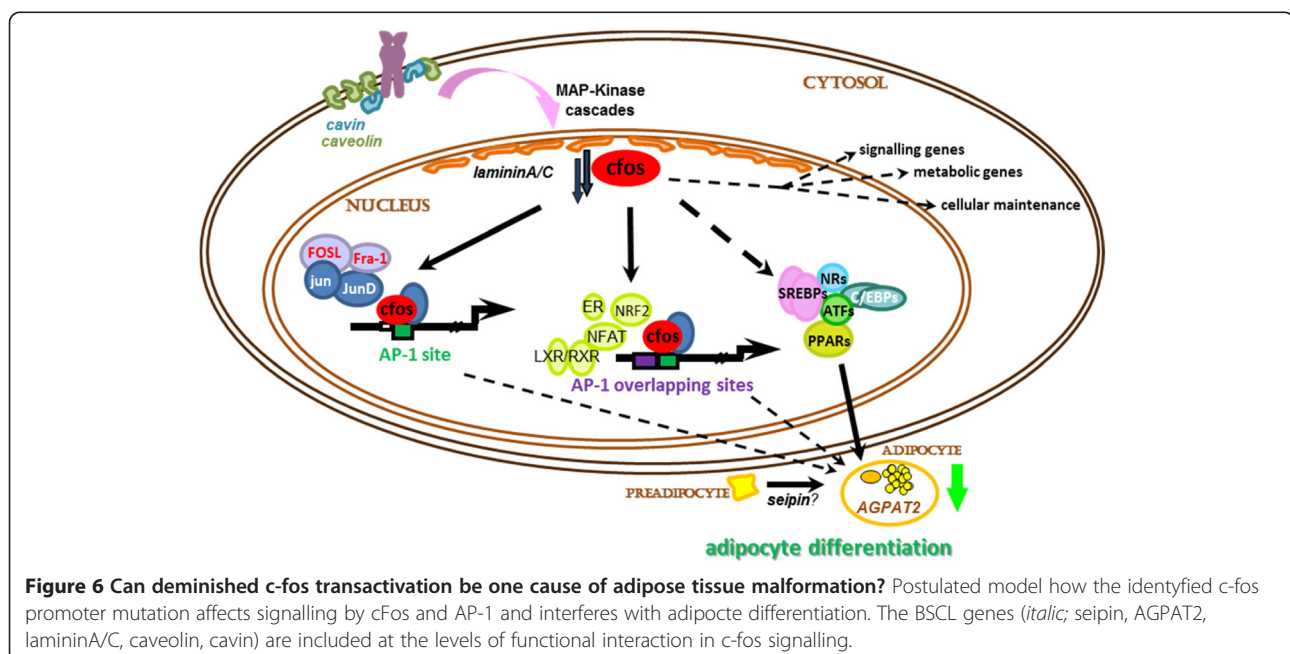 CYTOSOL
MAP-Kinase
cascades
cavin
caveolin
lamininA/C
cfos
signalling genes
metabolic genes
cellular maintenance
NUCLEUS
FOSL
Fra-1
jun
JunD
cfos
AP-1 site
ER
NRF2
NFAT
LXR/RXR
cfos
AP-1 overlapping sites
NRs
SREBPs
C/EBPs
ATFs
PPARs
ADIPOCYTE
PREADIPOCYTE
seipin?
AGPAT2
adipocyte differentiation
Figure 6 Can deminished c-fos transactivation be one cause of adipose tissue malformation? Postulated model how the identyfied c-fos
promoter mutation affects signalling by cFos and AP-1 and interferes with adipocte differentiation. The BSCL genes (italic; seipin, AGPAT2,
lamininA/C, caveolin, cavin) are included at the levels of functional interaction in c-fos signalling.